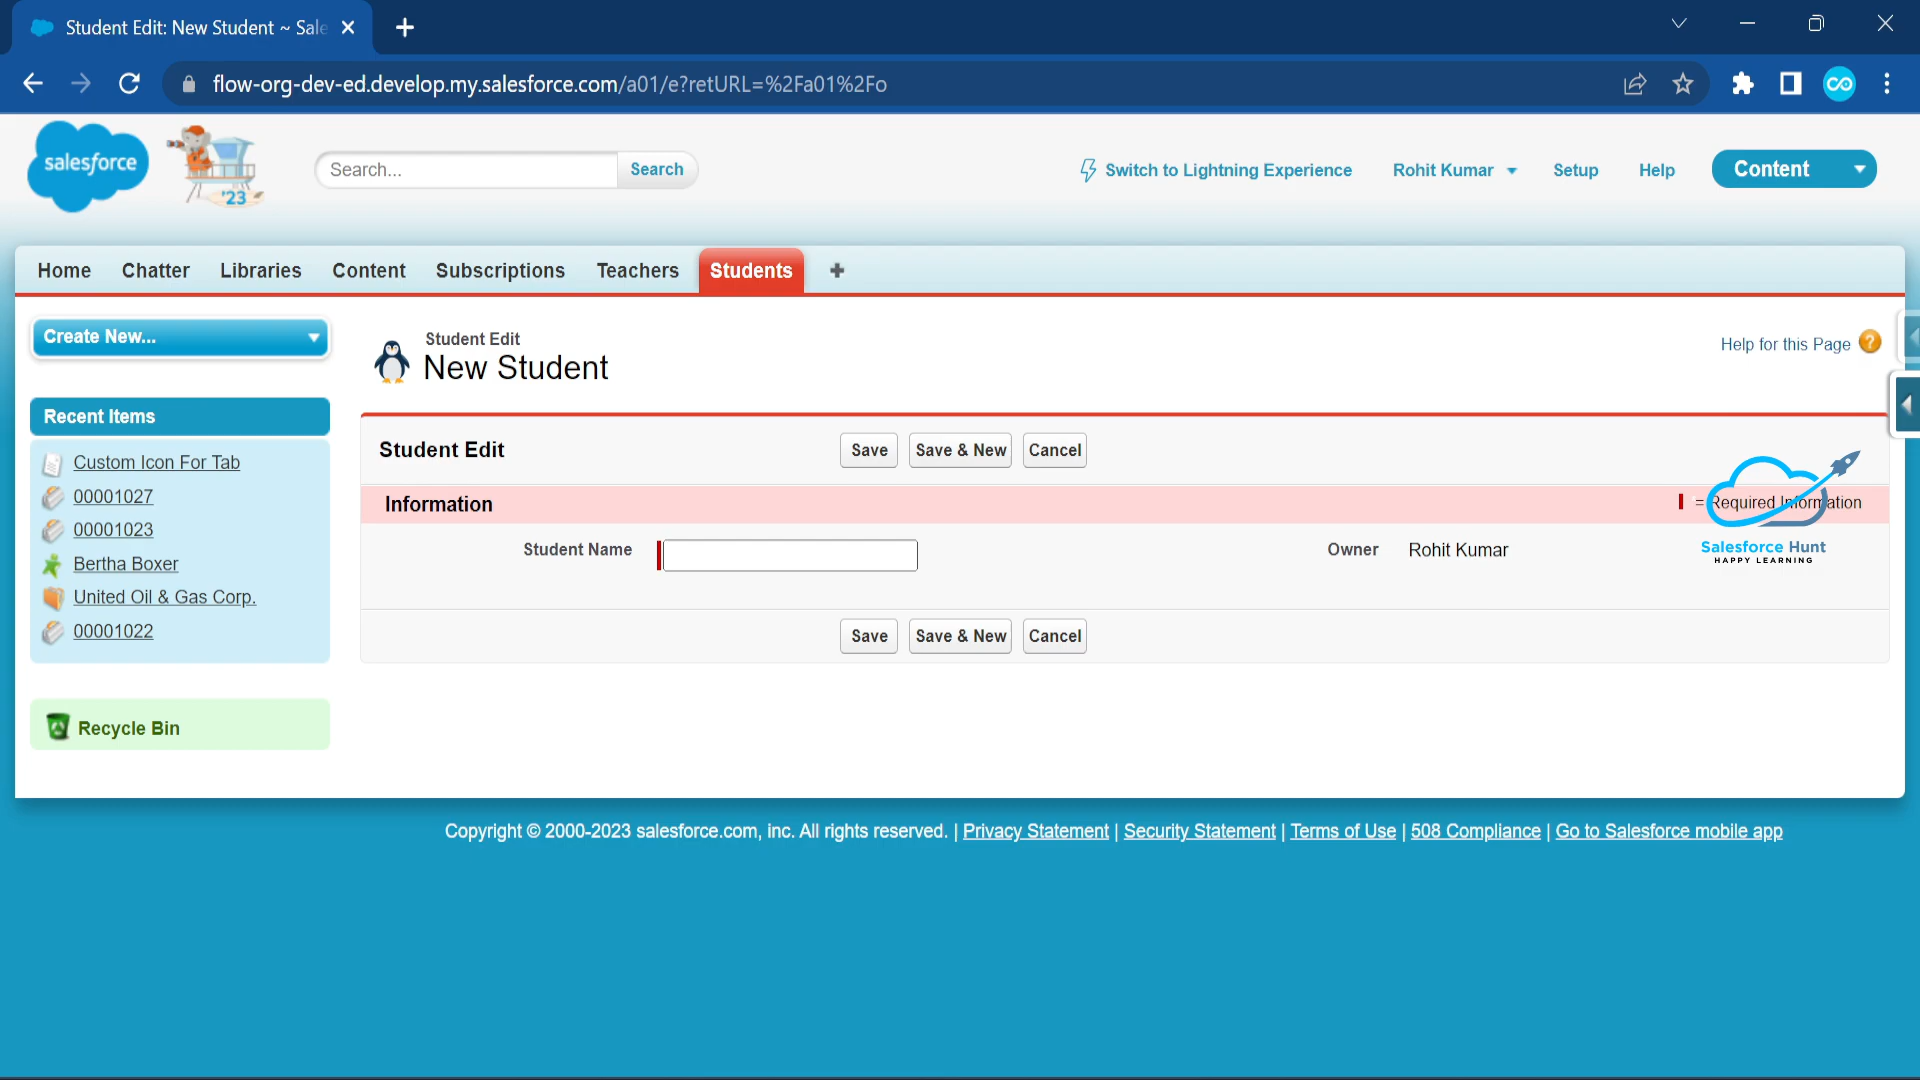 Student Edit: New Student ~ Sale
flow-org-dev-ed.develop.my.salesforce.com/a01/e?retURL=%2Fa01%2Fo
salesforce
'23
Search...
Search
Switch to Lightning Experience
Rohit Kumar
Setup
Help
Content
Home
Chatter
Libraries
Content
Subscriptions
Teachers
Students
Create New...
Recent Items
Custom Icon For Tab
00001027
00001023
Bertha Boxer
United Oil & Gas Corp.
00001022
Recycle Bin
Student Edit
New Student
Help for this Page
Student Edit
Save
Save & New
Cancel
Information
= Required Information
Student Name
Owner
Rohit Kumar
Salesforce Hunt
HAPPY LEARNING
Save
Save & New
Cancel
Copyright © 2000-2023 salesforce.com, inc. All rights reserved. | Privacy Statement | Security Statement | Terms of Use | 508 Compliance | Go to Salesforce mobile app